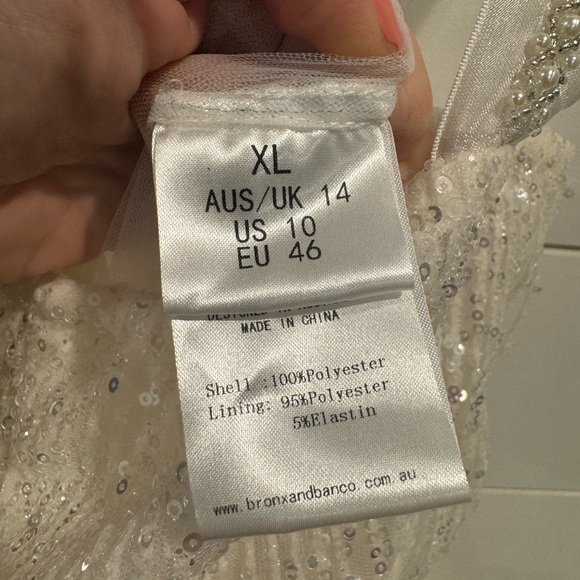 XL
AUS/UK 14
US 10
EU 46
MADE IN CHINA
Shell :100%Polyester
Lining: 95%Polyester
5%Elastin
www.bronxandbanco.com.au